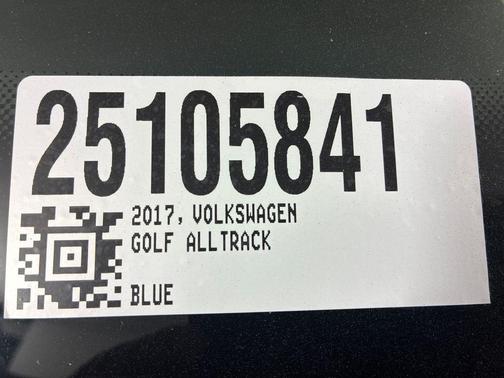 25105841
2017, VOLKSWAGEN
GOLF ALLTRACK
BLUE